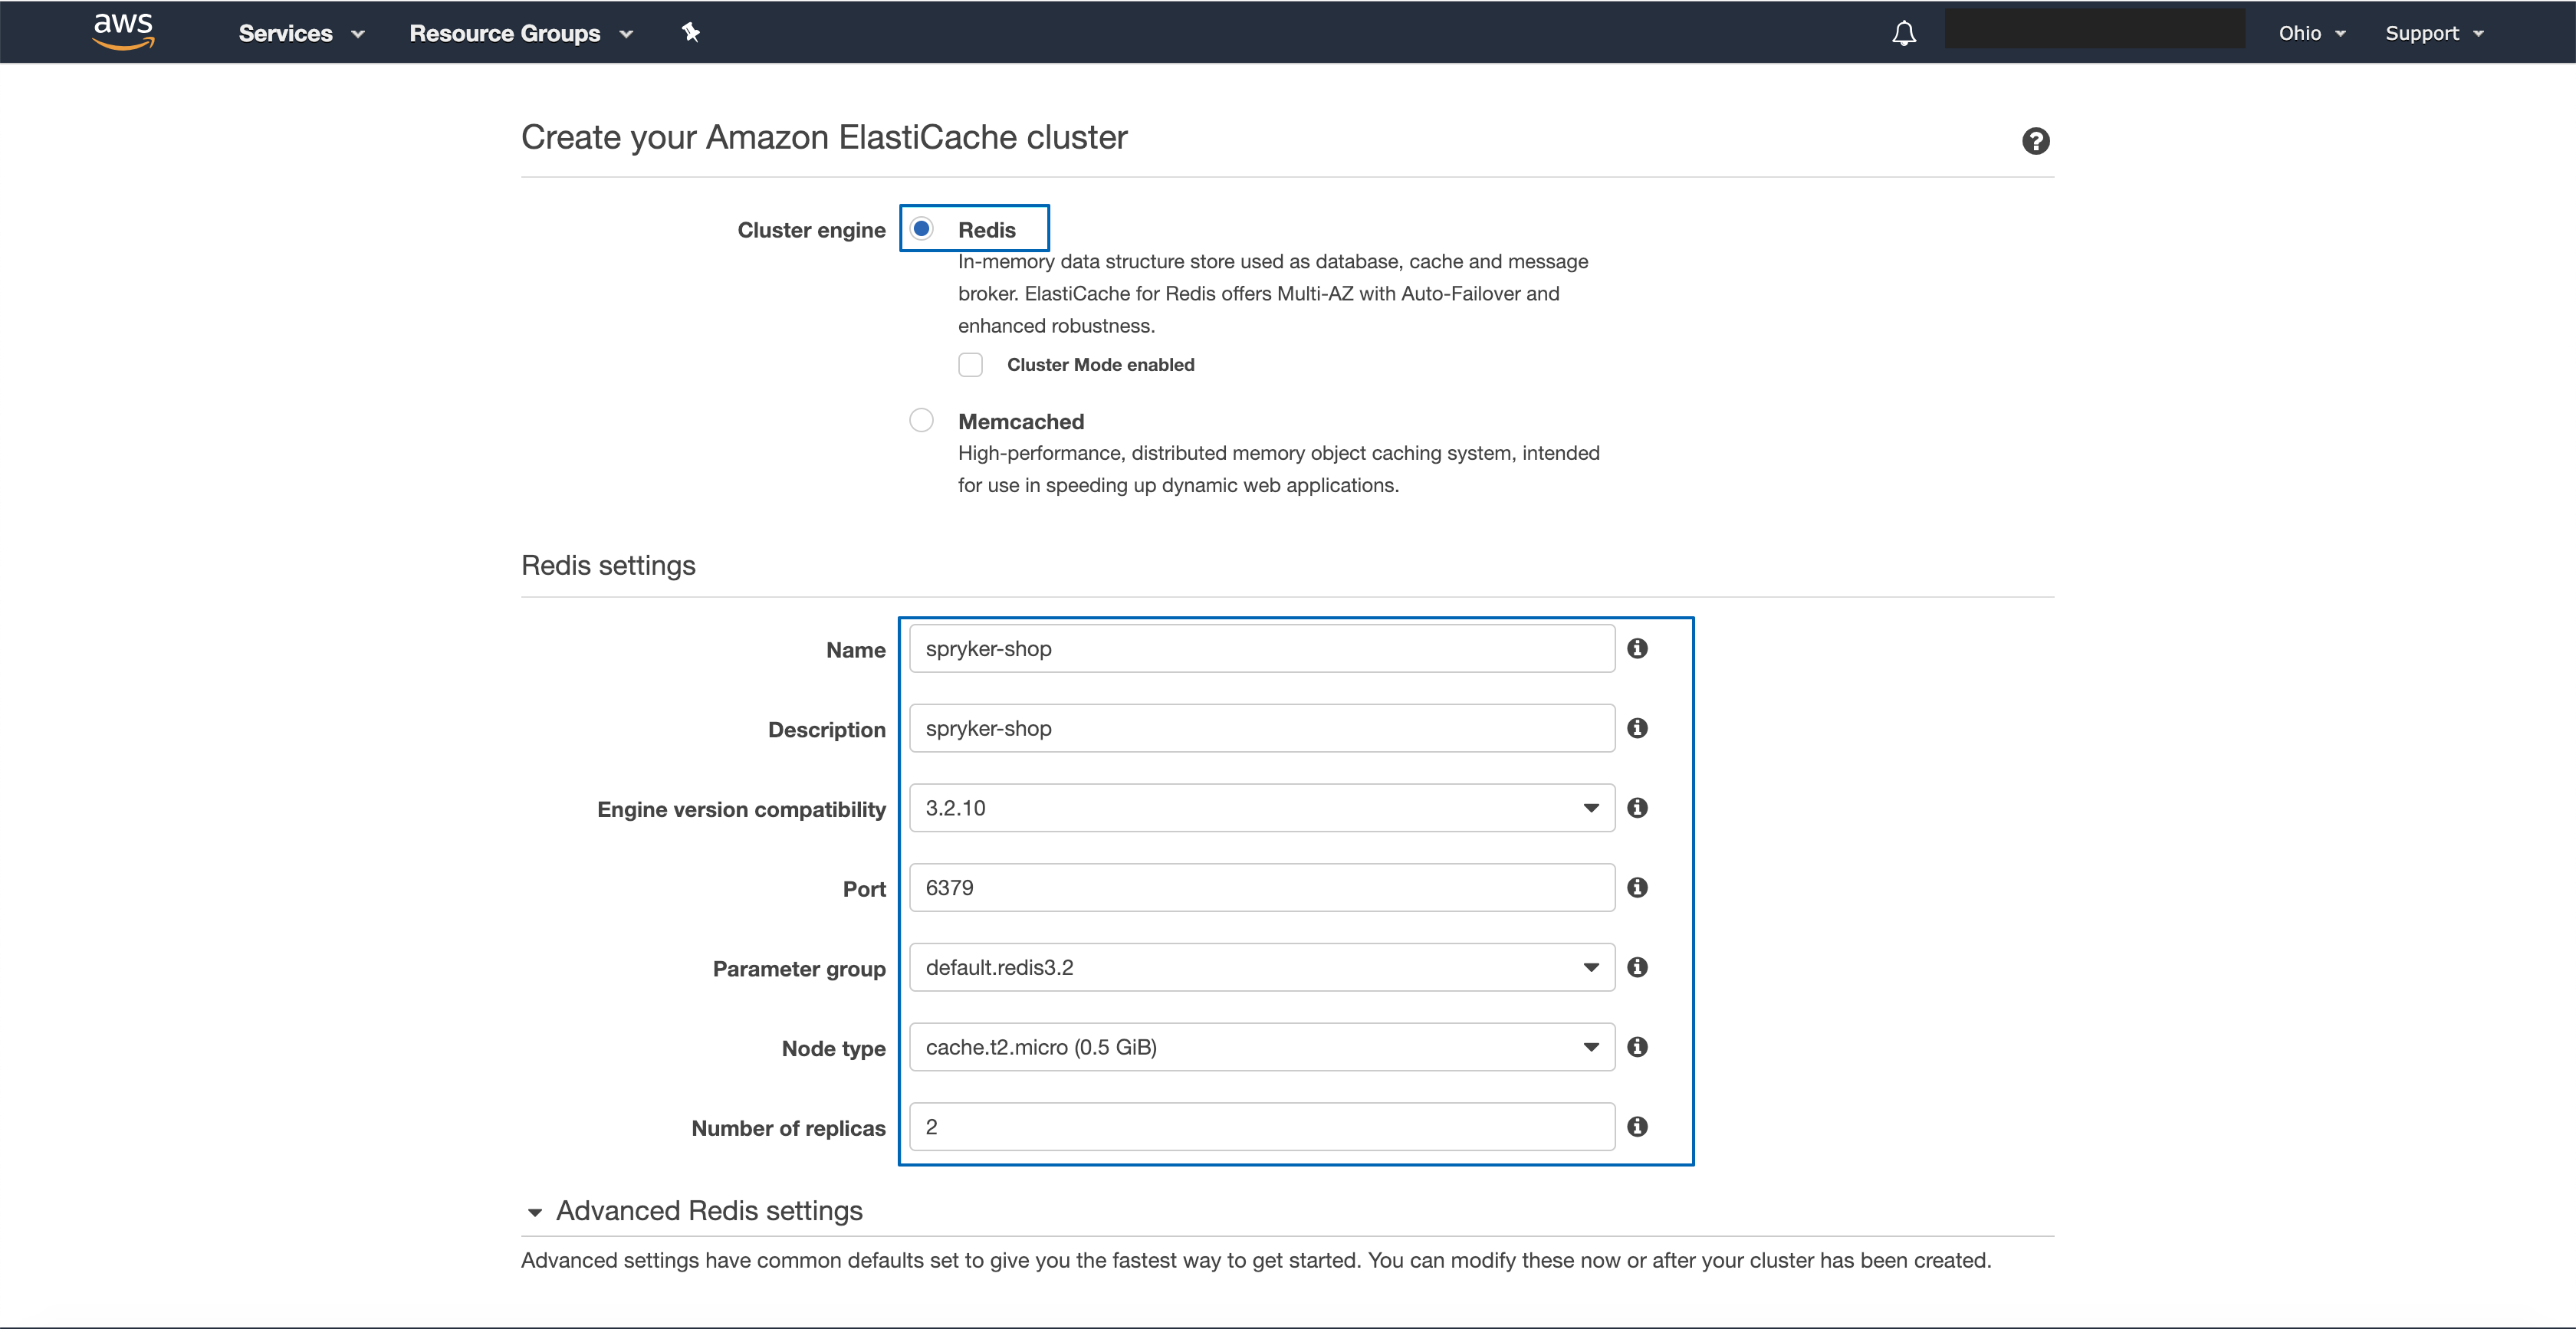 aws Services Resource Groups Ohio Support
Create your Amazon ElastiCache cluster
Cluster engine Redis
In-memory data structure store used as database, cache and message
broker. ElastiCache for Redis offers Multi-AZ with Auto-Failover and
enhanced robustness.
Cluster Mode enabled
Memcached
High-performance, distributed memory object caching system, intended
for use in speeding up dynamic web applications.
Redis settings
Name spryker-shop
Description spryker-shop
Engine version compatibility 3.2.10
Port 6379
Parameter group default.redis3.2
Node type cache.t2.micro (0.5 GiB)
Number of replicas 2
Advanced Redis settings
Advanced settings have common defaults set to give you the fastest way to get started. You can modify these now or after your cluster has been created.